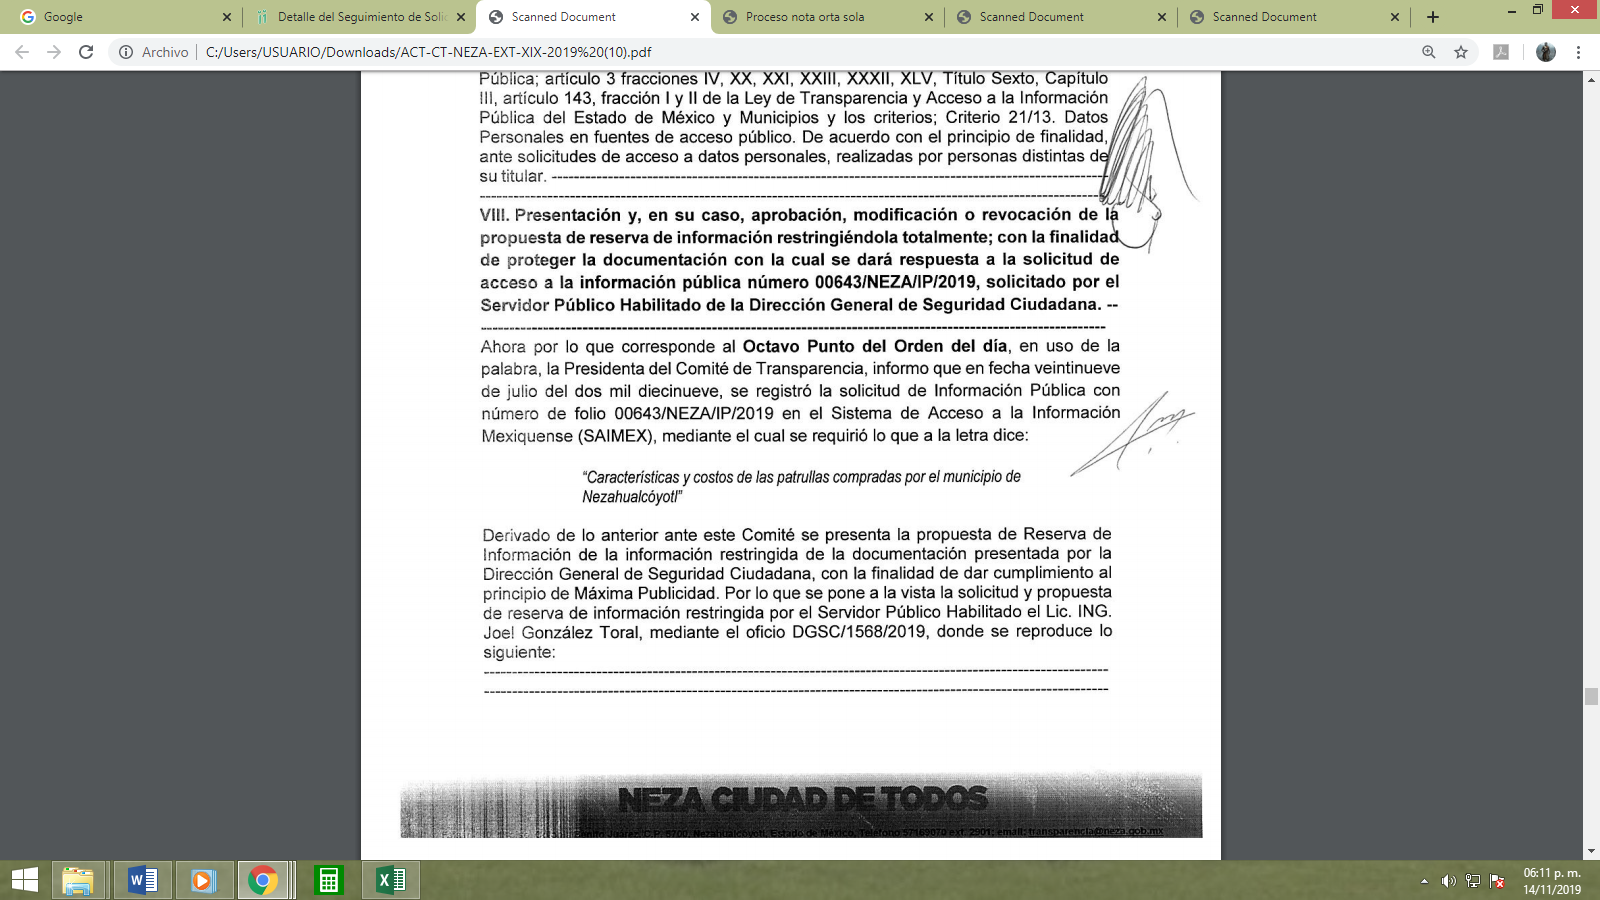 Google
Detalle del Seguimiento de Soli
Scanned Document
Proceso nota orta sola
Scanned Document
Scanned Document
Archivo
C:/Users/USUARIO/Downloads/ACT-CT-NEZA-EXT-XIX-2019%20(10).pdf
Pública; artículo 3 fracciones IV, XX, XXI, XXIII, XXXII, XLV, Título Sexto, Capítulo
III, artículo 143, fracción I y II de la Ley de Transparencia y Acceso a la Información
Pública del Estado de México y Municipios y los criterios; Criterio 21/13. Datos
Personales en fuentes de acceso público. De acuerdo con el principio de finalidad,
ante solicitudes de acceso a datos personales, realizadas por personas distintas de
su titular. ----------------------------------------------------------------------------------------------------
----------------------------------------------------------------------------------------------------------------
VIII. Presentación y, en su caso, aprobación, modificación o revocación de la
propuesta de reserva de información restringiéndola totalmente; con la finalidad
de proteger la documentación con la cual se dará respuesta a la solicitud de
acceso a la información pública número 00643/NEZA/IP/2019, solicitado por el
Servidor Público Habilitado de la Dirección General de Seguridad Ciudadana. --
----------------------------------------------------------------------------------------------------------------
Ahora por lo que corresponde al Octavo Punto del Orden del día, en uso de la
palabra, la Presidenta del Comité de Transparencia, informo que en fecha veintinueve
de julio del dos mil diecinueve, se registró la solicitud de Información Pública con
número de folio 00643/NEZA/IP/2019 en el Sistema de Acceso a la Información
Mexiquense (SAIMEX), mediante el cual se requirió lo que a la letra dice:
“Características y costos de las patrullas compradas por el municipio de
Nezahualcóyotl”
Derivado de lo anterior ante este Comité se presenta la propuesta de Reserva de
Información de la información restringida de la documentación presentada por la
Dirección General de Seguridad Ciudadana, con la finalidad de dar cumplimiento al
principio de Máxima Publicidad. Por lo que se pone a la vista la solicitud y propuesta
de reserva de información restringida por el Servidor Público Habilitado el Lic. ING.
Joel González Toral, mediante el oficio DGSC/1568/2019, donde se reproduce lo
siguiente:
----------------------------------------------------------------------------------------------------------------
----------------------------------------------------------------------------------------------------------------
NEZA CIUDAD DE TODOS
Benito Juárez, C.P. 5700, Nezahualcóyotl, Estado de México, Teléfono 57169070 ext. 2901; email: transparencia@neza.gob.mx
06:11 p. m.
14/11/2019